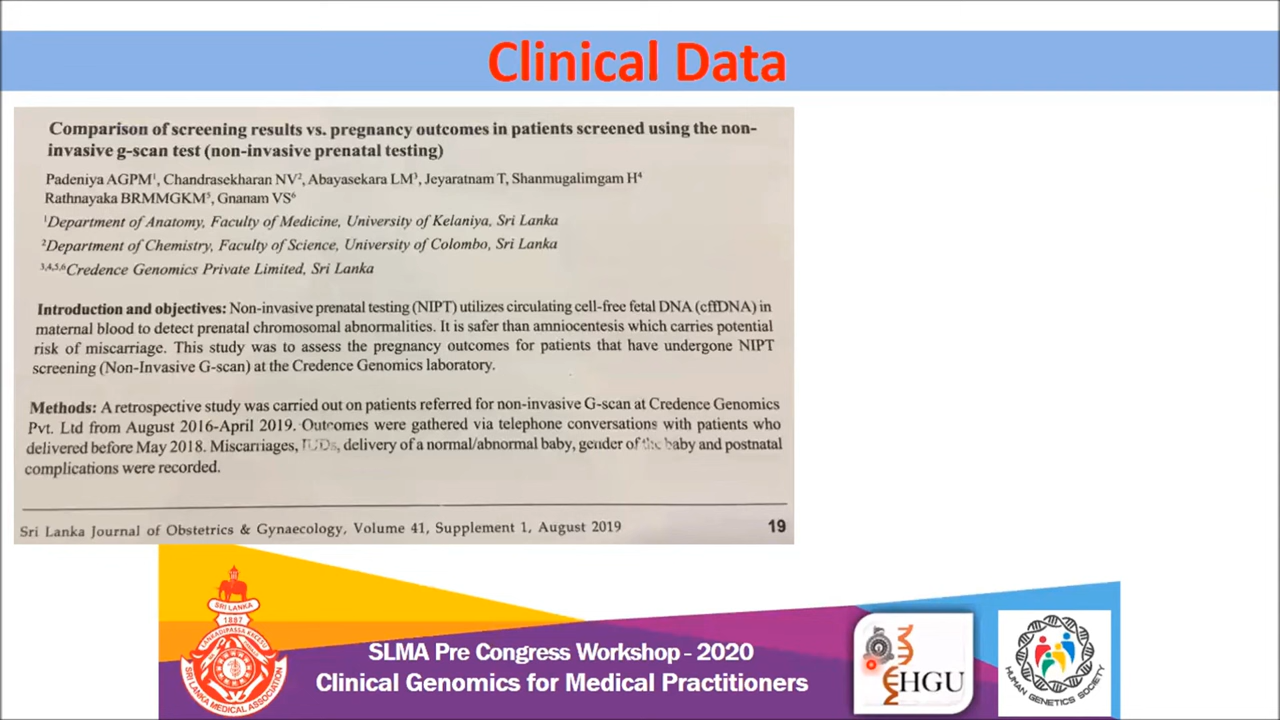 Clinical Data
Comparison of screening results vs. pregnancy outcomes in patients screened using the non-
invasive g-scan test (non-invasive prenatal testing)
Padeniya AGPM¹, Chandrasekharan NV², Abayasekara LM³, Jeyaratnam T, Shanmugalimgam H⁴
Rathnayaka BRMMGKM⁵, Gnanam VS⁶
¹Department of Anatomy, Faculty of Medicine, University of Kelaniya, Sri Lanka
²Department of Chemistry, Faculty of Science, University of Colombo, Sri Lanka
³,⁴,⁵,⁶Credence Genomics Private Limited, Sri Lanka
Introduction and objectives: Non-invasive prenatal testing (NIPT) utilizes circulating cell-free fetal DNA (cffDNA) in
maternal blood to detect prenatal chromosomal abnormalities. It is safer than amniocentesis which carries potential
risk of miscarriage. This study was to assess the pregnancy outcomes for patients that have undergone NIPT
screening (Non-Invasive G-scan) at the Credence Genomics laboratory.
Methods: A retrospective study was carried out on patients referred for non-invasive G-scan at Credence Genomics
Pvt. Ltd from August 2016-April 2019. Outcomes were gathered via telephone conversations with patients who
delivered before May 2018. Miscarriages, IUDs, delivery of a normal/abnormal baby, gender of the baby and postnatal
complications were recorded.
Sri Lanka Journal of Obstetrics & Gynaecology, Volume 41, Supplement 1, August 2019
19
SRI LANKA
1887
SRI LANKA MEDICAL ASSOCIATION
SLMA Pre Congress Workshop - 2020
Clinical Genomics for Medical Practitioners
HGU
HUMAN GENETICS SOCIETY